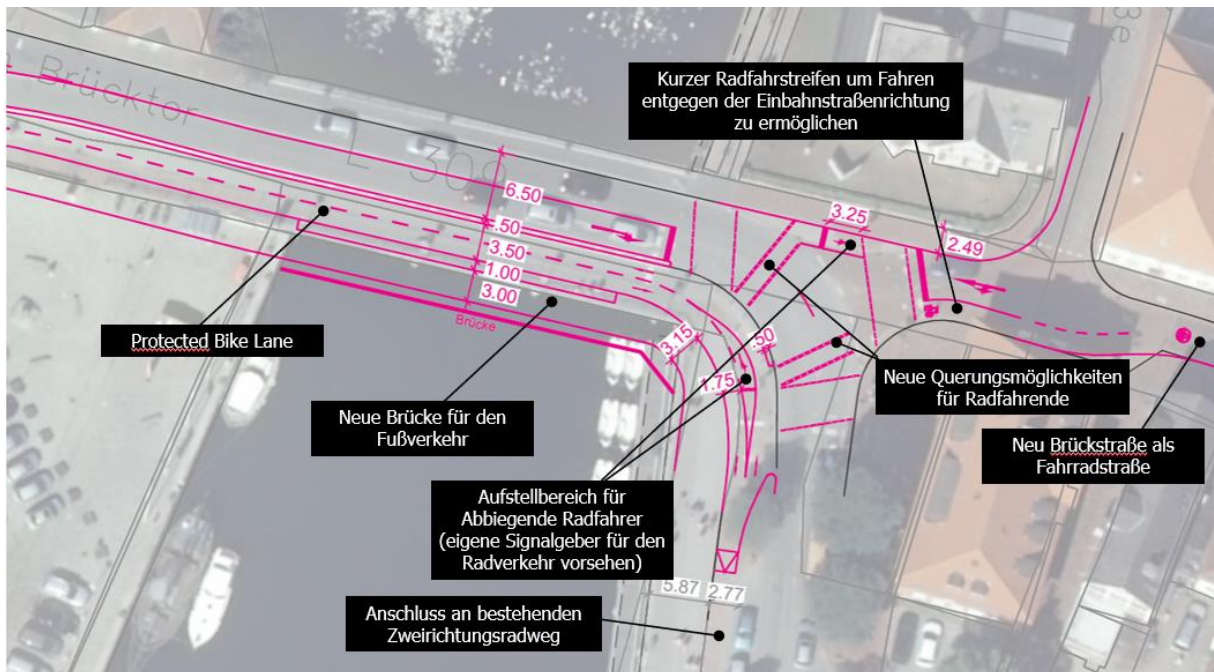 Brücktor
L 309
Kurzer Radfahrstreifen um Fahren
entgegen der Einbahnstraßenrichtung
zu ermöglichen
6.50
.50
3.50
1.00
3.00
Brücke
3.25
2.49
3.15
.50
1.75
Protected Bike Lane
Neue Brücke für den
Fußverkehr
Neue Querungsmöglichkeiten
für Radfahrende
Neu Brückstraße als
Fahrradstraße
Aufstellbereich für
Abbiegende Radfahrer
(eigene Signalgeber für den
Radverkehr vorsehen)
5.87
2.77
Anschluss an bestehenden
Zweirichtungsradweg